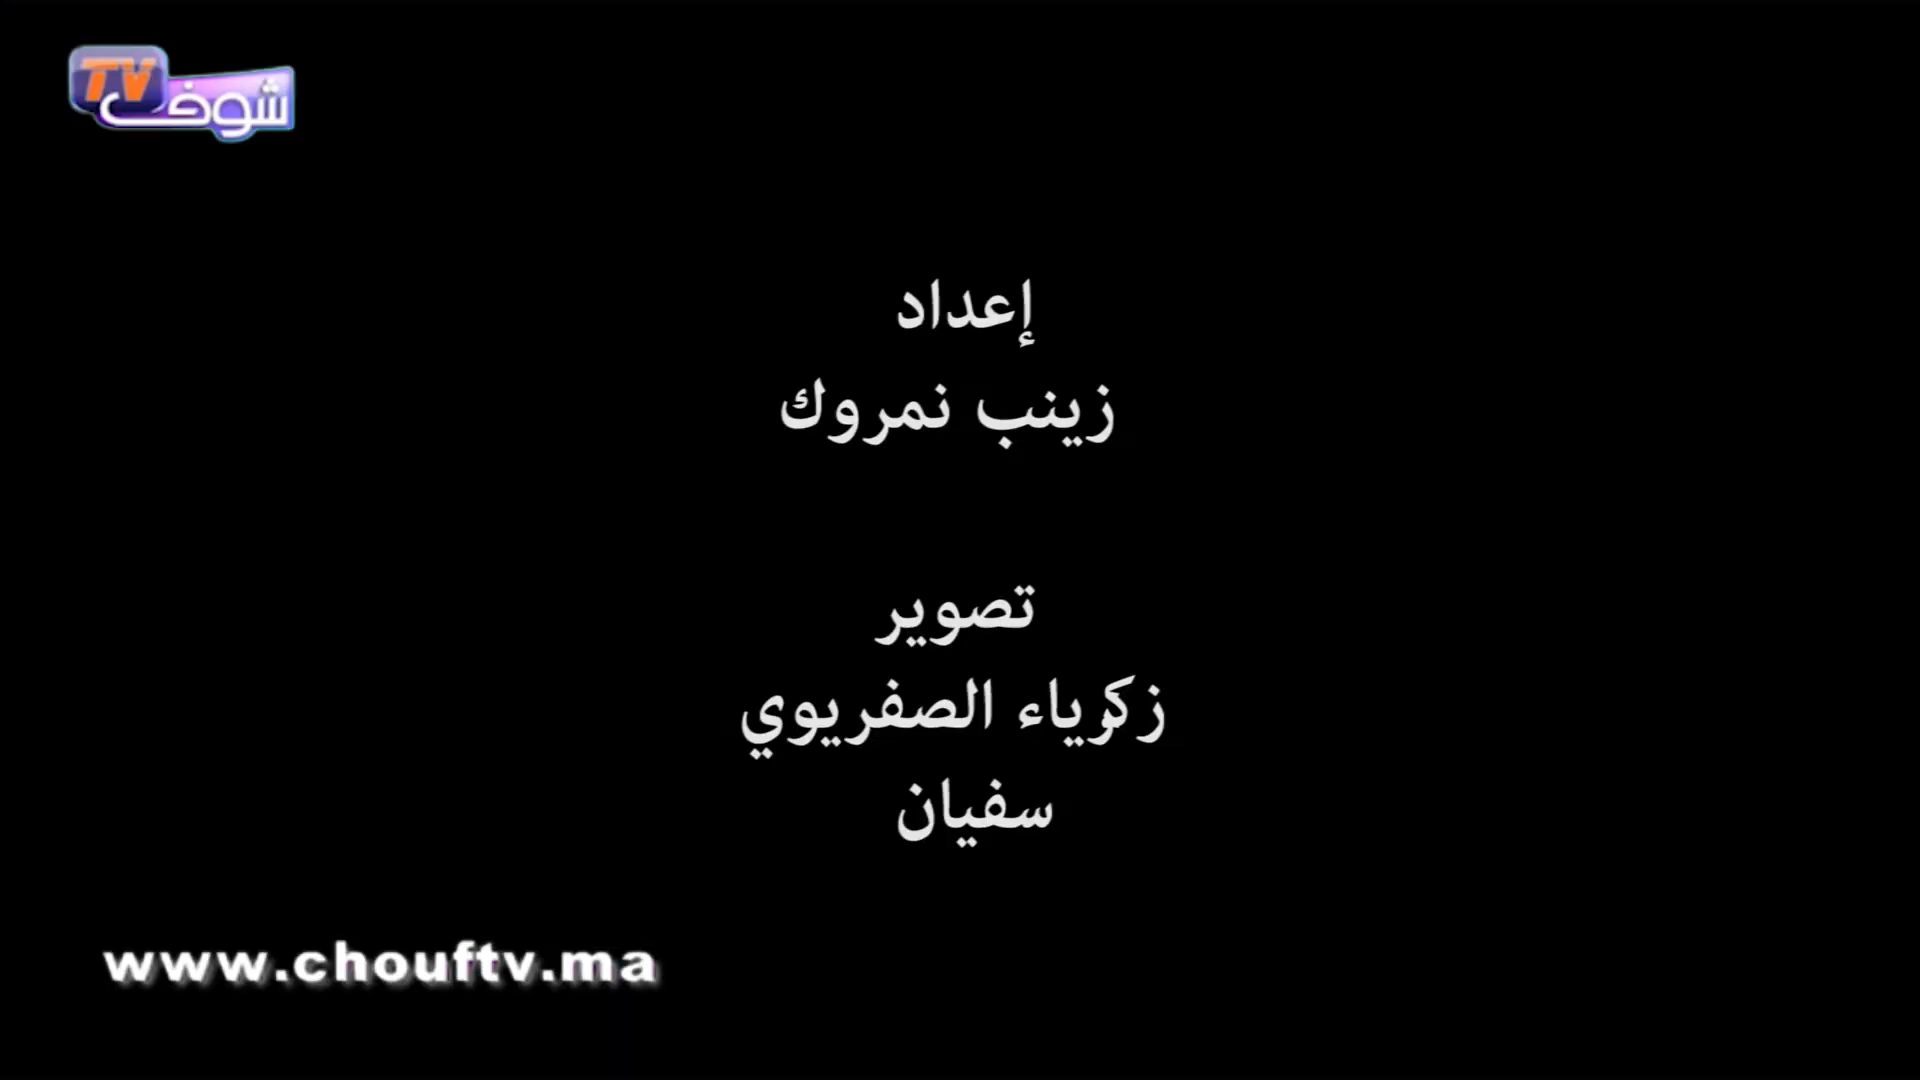 TV شوف
إعداد
زينب نمروك
تصوير
زكرياء الصفريوي
سفيان
www.chouftv.ma